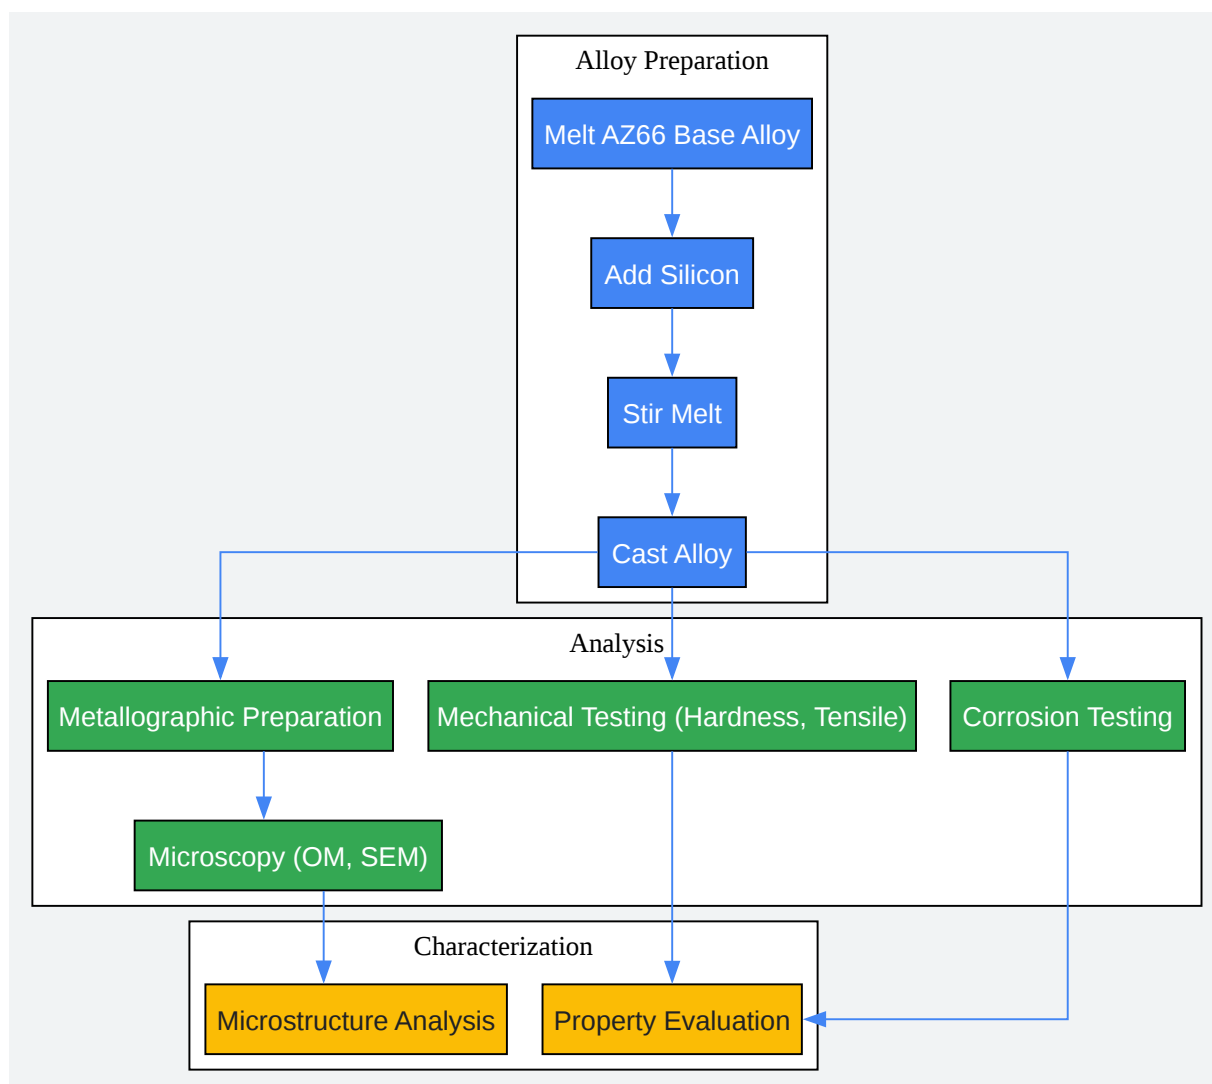 Alloy Preparation
Melt AZ66 Base Alloy
Add Silicon
Stir Melt
Cast Alloy
Analysis
Metallographic Preparation
Mechanical Testing (Hardness, Tensile)
Corrosion Testing
Microscopy (OM, SEM)
Characterization
Microstructure Analysis
Property Evaluation